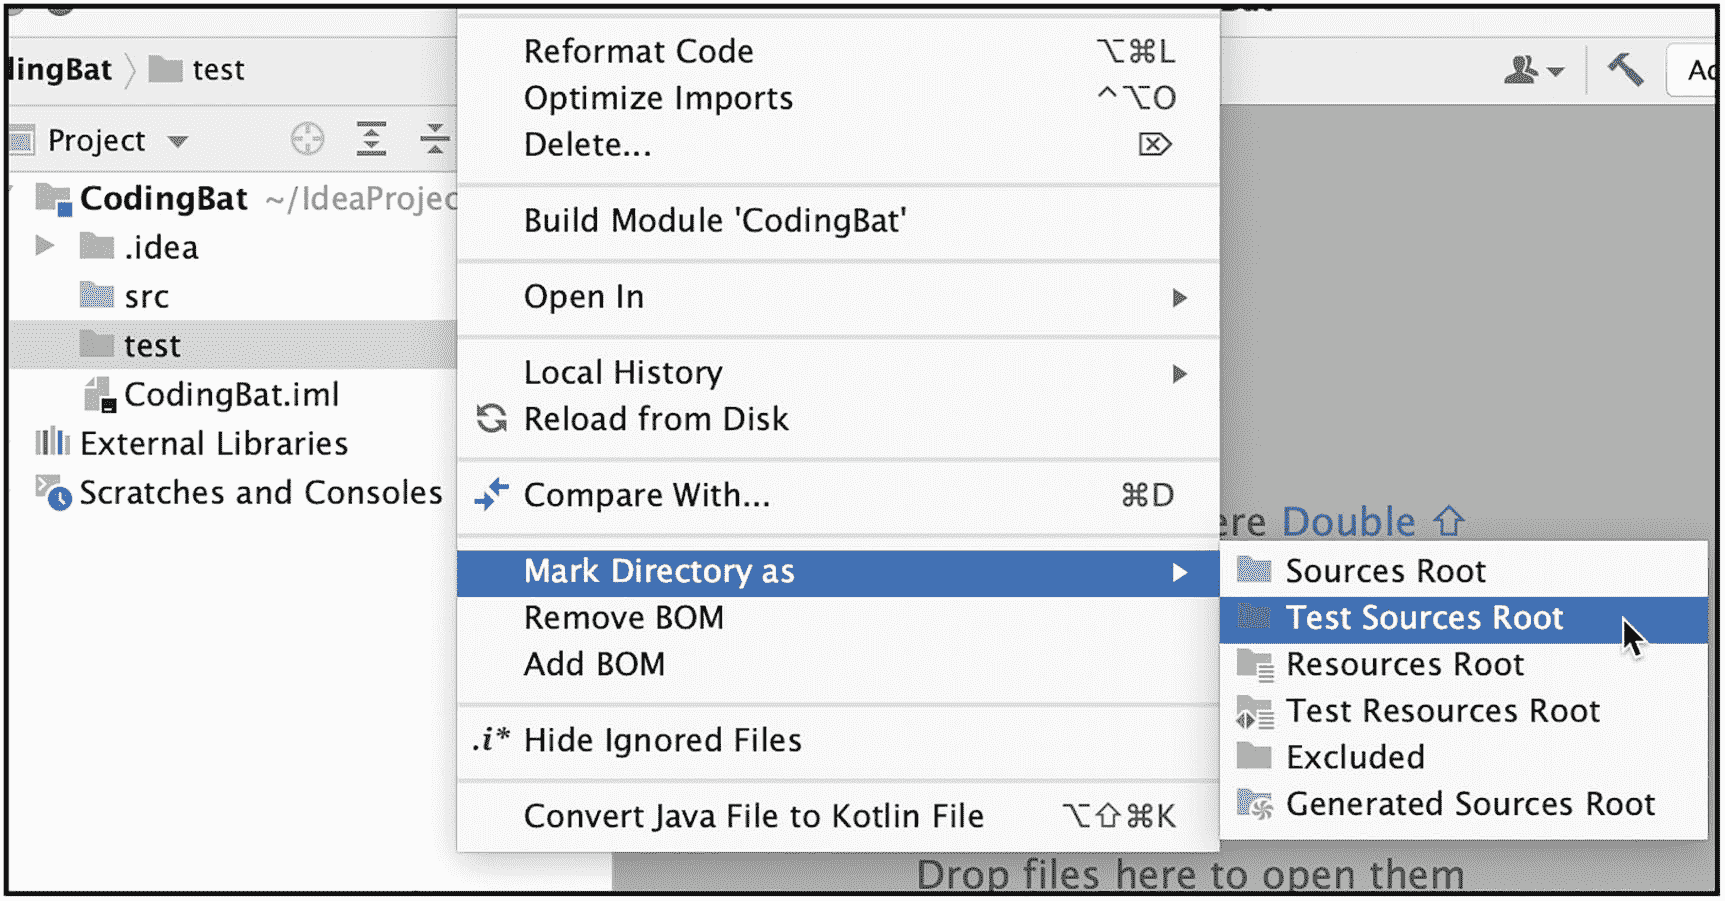 dingBat test
Project
CodingBat ~/IdeaProjec
.idea
src
test
CodingBat.iml
External Libraries
Scratches and Consoles
Reformat Code ⌥⌘L
Optimize Imports ^⌥O
Delete... ⌦
Build Module 'CodingBat'
Open In
Local History
Reload from Disk
Compare With... ⌘D
Mark Directory as
Remove BOM
Add BOM
.i* Hide Ignored Files
Convert Java File to Kotlin File ⌥⇧⌘K
Sources Root
Test Sources Root
Resources Root
Test Resources Root
Excluded
Generated Sources Root
Ad
ere Double ⇧
Drop files here to open them